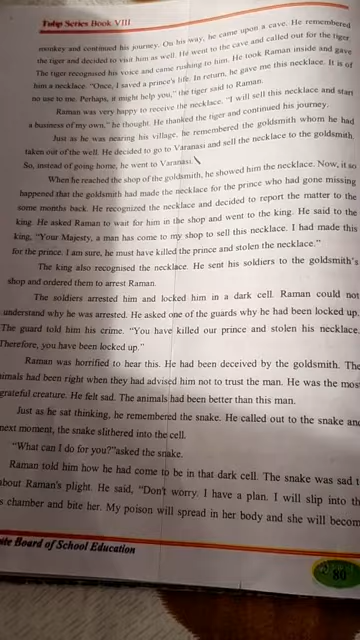 Tulip Series Book VIII
monkey and continued his journey. On his way, he came upon a cave. He remembered
the tiger and decided to visit him as well. He went to the cave and called out for the tiger
The tiger recognised his voice and came rushing to him. He took Raman inside and gave
him a necklace. "Once, I saved a prince's life. In return, he gave me this necklace. It is of
no use to me. Perhaps, it might help you," the tiger said to Raman.
Raman was very happy to receive the necklace. "I will sell this necklace and start
a business of my own," he thought. He thanked the tiger and continued his journey.
Just as he was nearing his village, he remembered the goldsmith whom he had
taken out of the well. He decided to go to Varanasi and sell the necklace to the goldsmith.
So, instead of going home, he went to Varanasi.
When he reached the shop of the goldsmith, he showed him the necklace. Now, it so
happened that the goldsmith had made the necklace for the prince who had gone missing
some months back. He recognized the necklace and decided to report the matter to the
king. He asked Raman to wait for him in the shop and went to the king. He said to the
king, "Your Majesty, a man has come to my shop to sell this necklace. I had made this
for the prince. I am sure, he must have killed the prince and stolen the necklace."
The king also recognised the necklace. He sent his soldiers to the goldsmith's
shop and ordered them to arrest Raman.
The soldiers arrested him and locked him in a dark cell. Raman could not
understand why he was arrested. He asked one of the guards why he had been locked up.
The guard told him his crime. "You have killed our prince and stolen his necklace.
Therefore, you have been locked up."
Raman was horrified to hear this. He had been deceived by the goldsmith. The
nimals had been right when they had advised him not to trust the man. He was the mos
grateful creature. He felt sad. The animals had been better than this man.
Just as he sat thinking, he remembered the snake. He called out to the snake and
next moment, the snake slithered into the cell.
"What can I do for you?"asked the snake.
Raman told him how he had come to be in that dark cell. The snake was sad t
about Raman's plight. He said, "Don't worry. I have a plan. I will slip into th
s chamber and bite her. My poison will spread in her body and she will becom
ate Board of School Education
80